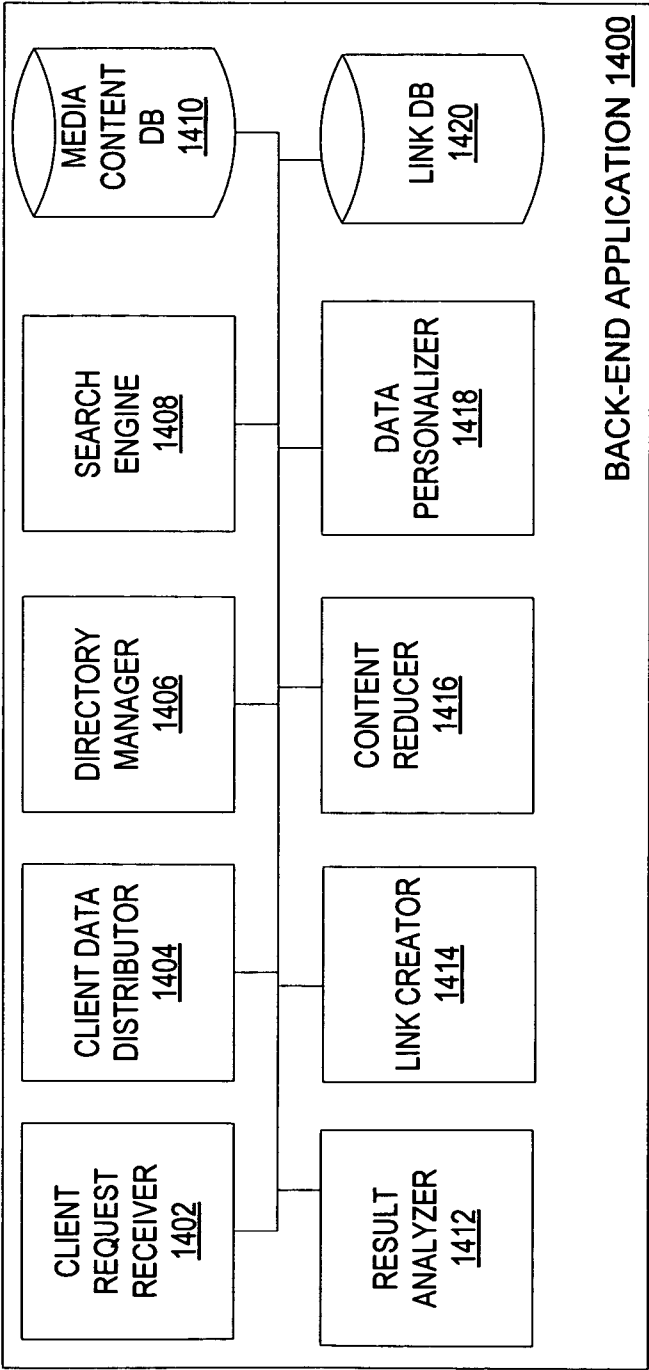 CLIENT
REQUEST
RECEIVER
1402
CLIENT DATA
DISTRIBUTOR
1404
DIRECTORY
MANAGER
1406
SEARCH
ENGINE
1408
MEDIA
CONTENT
DB
1410
RESULT
ANALYZER
1412
LINK CREATOR
1414
CONTENT
REDUCER
1416
DATA
PERSONALIZER
1418
LINK DB
1420
BACK-END APPLICATION 1400